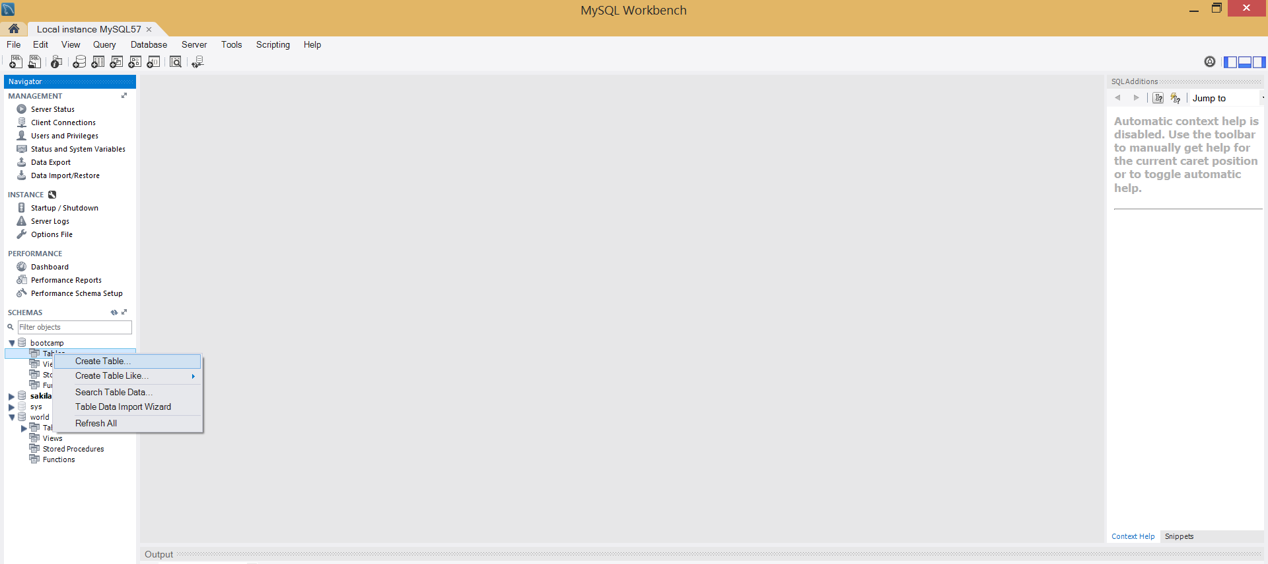 MySQL Workbench
Local instance MySQL57
File Edit View Query Database Server Tools Scripting Help
Navigator
MANAGEMENT
Server Status
Client Connections
Users and Privileges
Status and System Variables
Data Export
Data Import/Restore
INSTANCE
Startup / Shutdown
Server Logs
Options File
PERFORMANCE
Dashboard
Performance Reports
Performance Schema Setup
SCHEMAS
Filter objects
bootcamp
Tables
Vie
Sto
Fu
sakila
sys
world
Tab
Views
Stored Procedures
Functions
Create Table...
Create Table Like...
Search Table Data...
Table Data Import Wizard
Refresh All
SQLAdditions
Jump to
Automatic context help is
disabled. Use the toolbar
to manually get help for
the current caret position
or to toggle automatic
help.
Context Help Snippets
Output